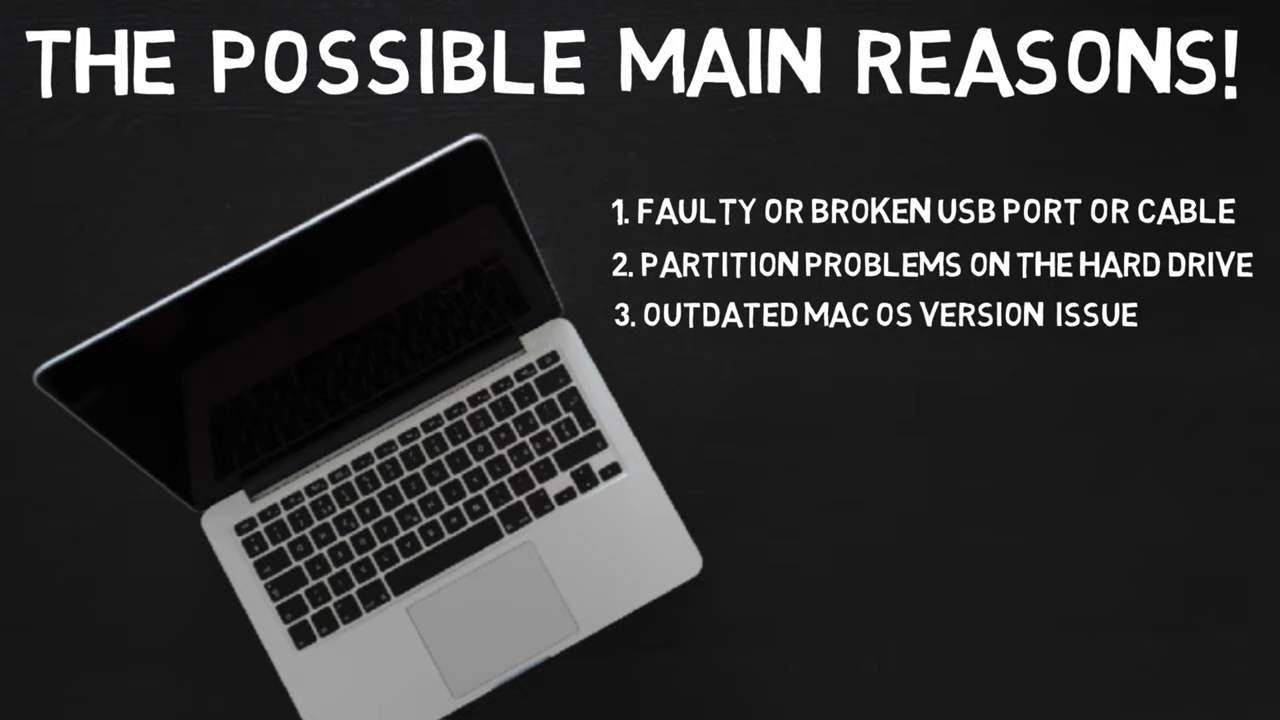 THE POSSIBLE MAIN REASONS!
1. FAULTY OR BROKEN USB PORT OR CABLE
2. PARTITION PROBLEMS ON THE HARD DRIVE
3. OUTDATED MAC OS VERSION ISSUE